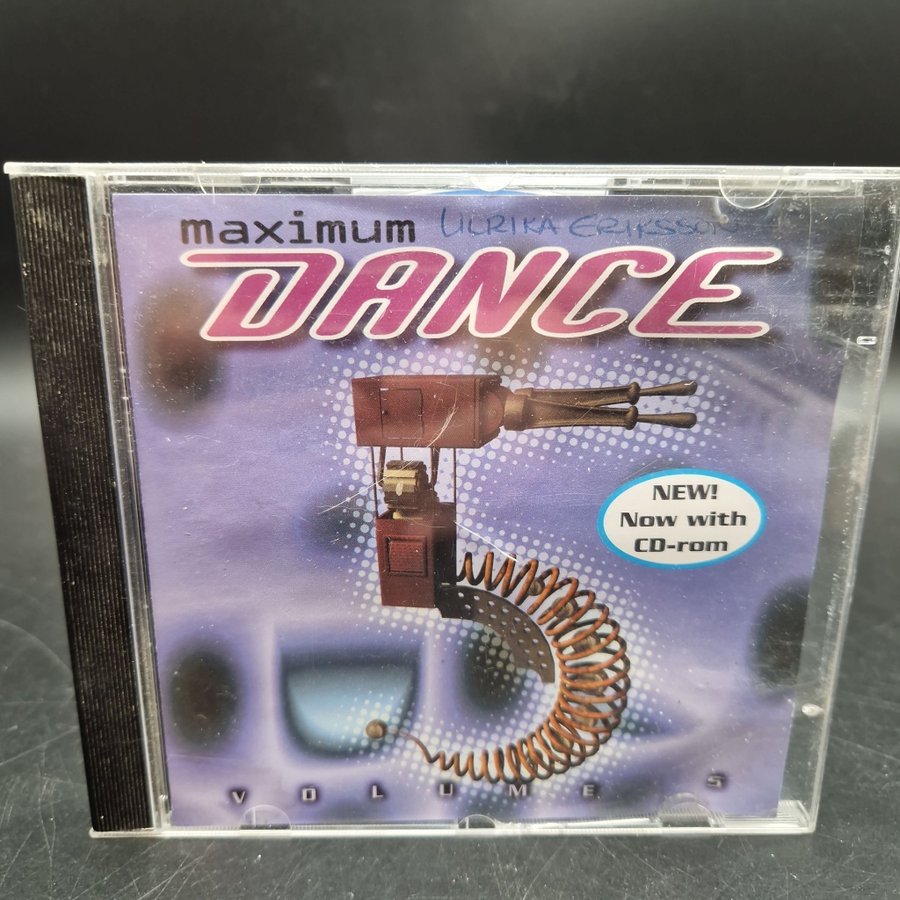 maximum ULRIKA ERIKSSON
DANCE
NEW!
Now with
CD-rom
VOLUME 5